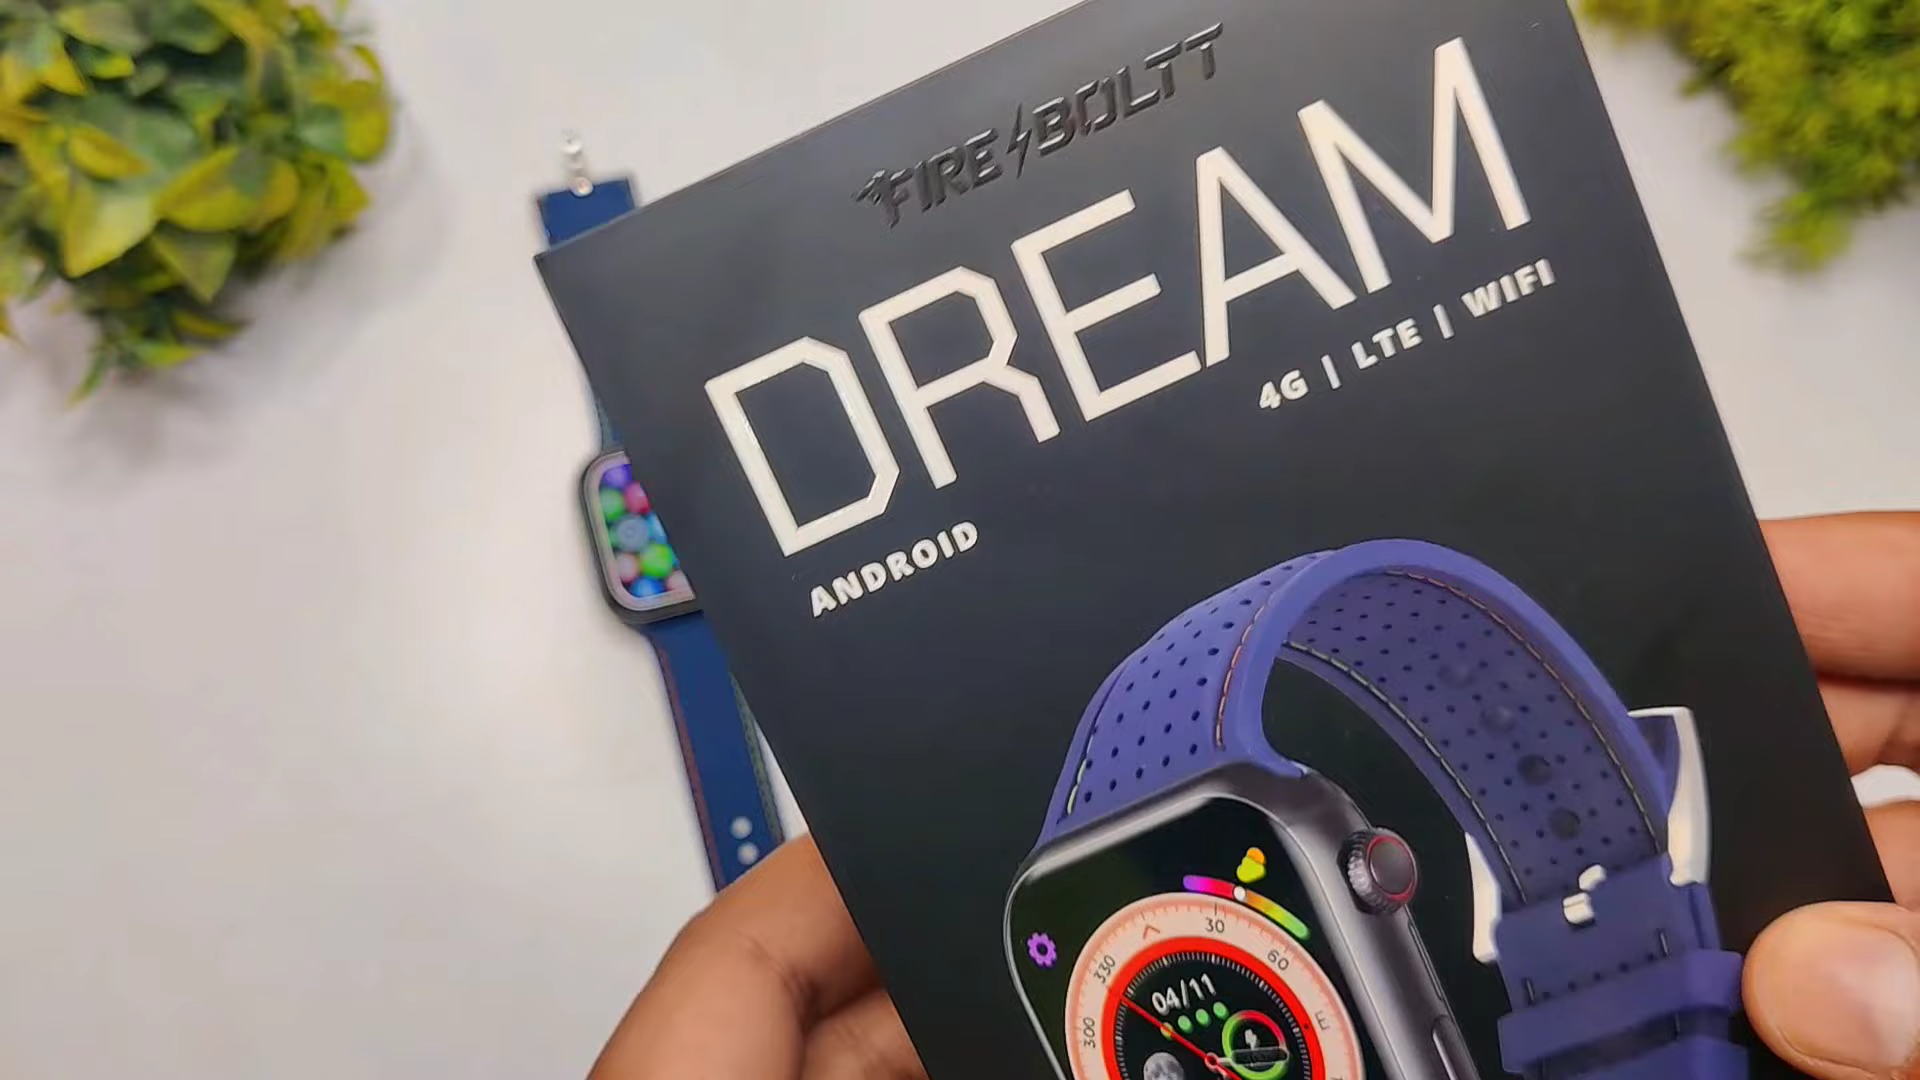 FIRE BOLTT
DREAM
4G | LTE | WIFI
ANDROID
30
60
330
300
04/11
E